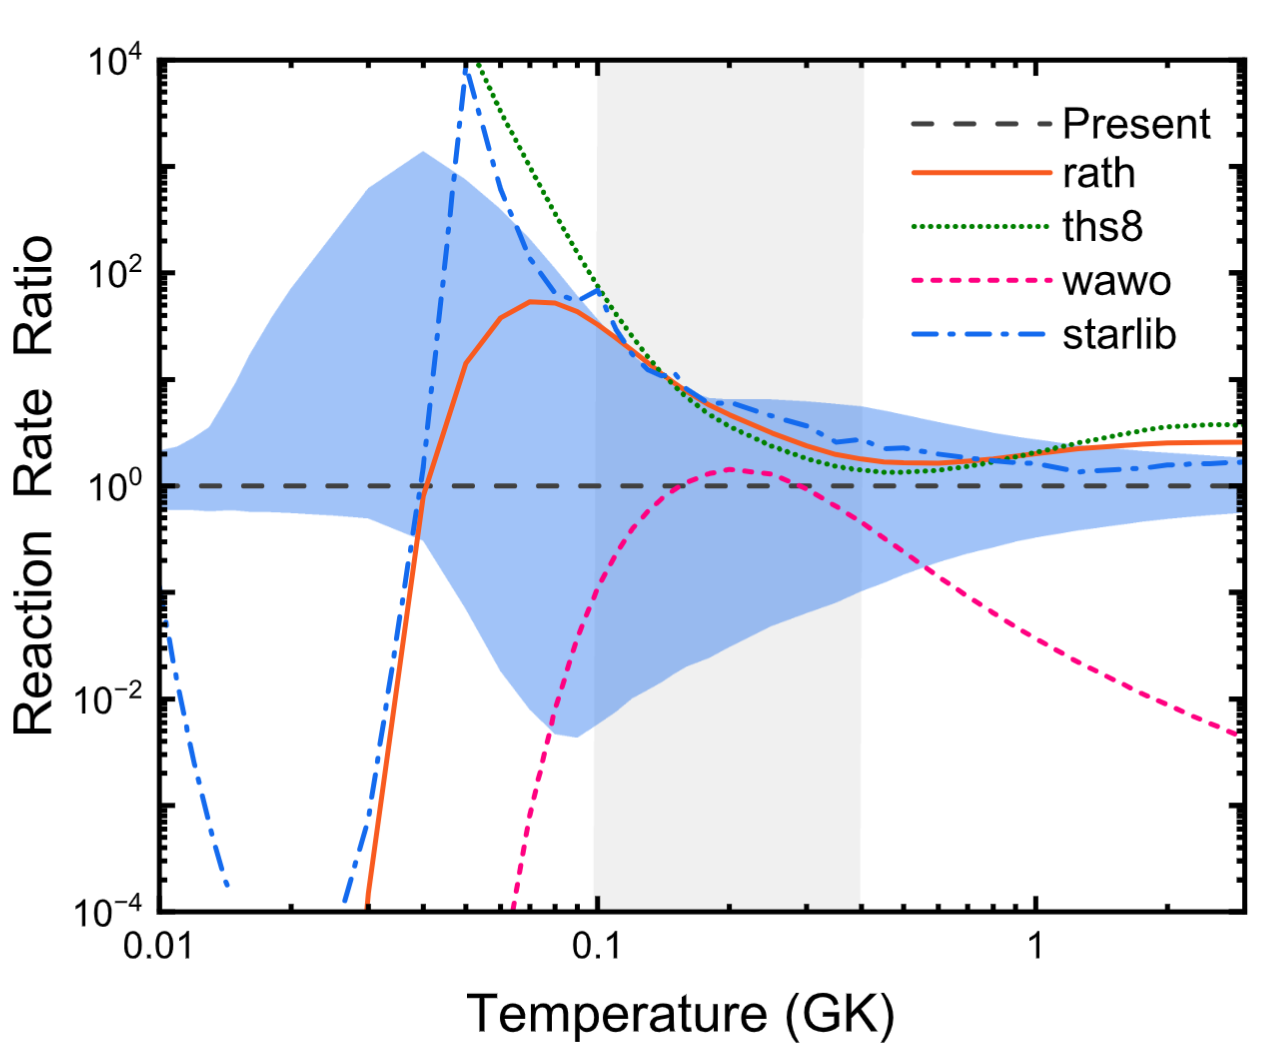 10^4
10^2
10^0
10^-2
10^-4
Reaction Rate Ratio
Present
rath
ths8
wawo
starlib
0.01 0.1 1
Temperature (GK)